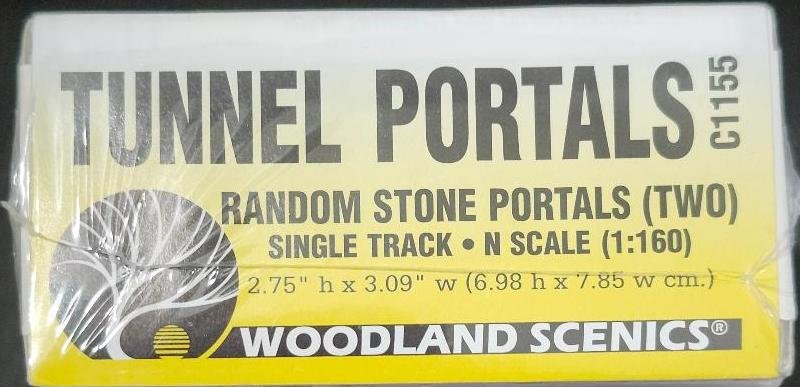 TUNNEL PORTALS
C1155
RANDOM STONE PORTALS (TWO)
SINGLE TRACK • N SCALE (1:160)
2.75" h x 3.09" w (6.98 h x 7.85 w cm.)
WOODLAND SCENICS®